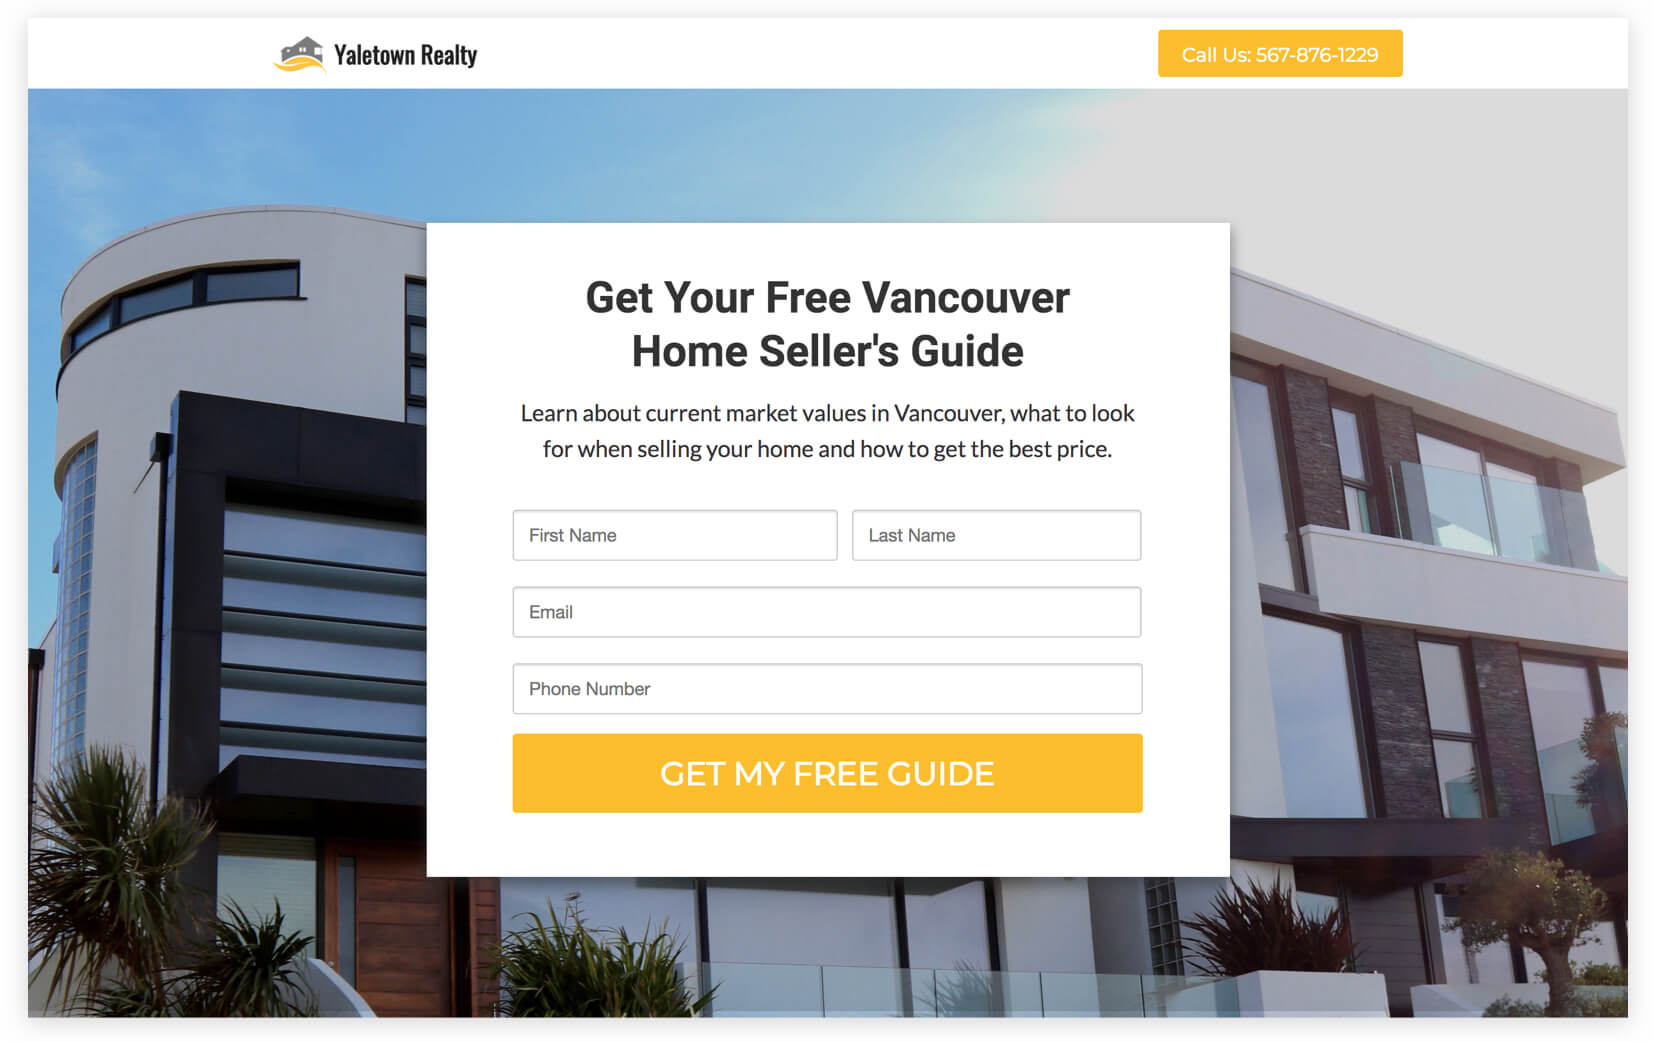 Yaletown Realty
Call Us: 567-876-1229
Get Your Free Vancouver
Home Seller's Guide
Learn about current market values in Vancouver, what to look
for when selling your home and how to get the best price.
First Name
Last Name
Email
Phone Number
GET MY FREE GUIDE